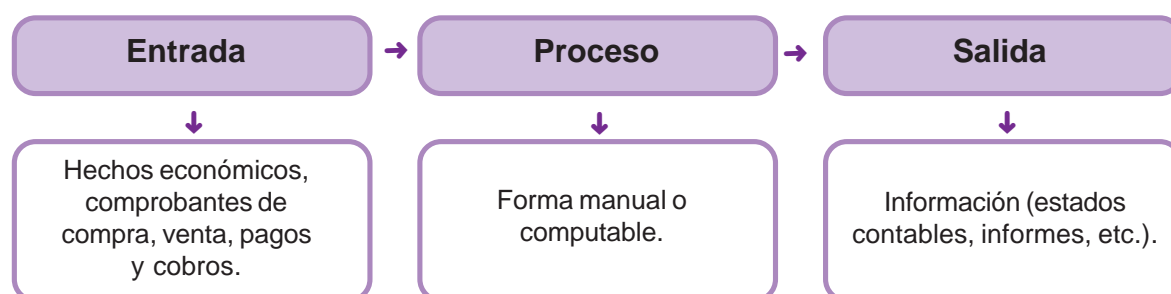 Entrada
Proceso
Salida
Hechos económicos,
comprobantes de
compra, venta, pagos
y cobros.
Forma manual o
computable.
Información (estados
contables, informes, etc.).